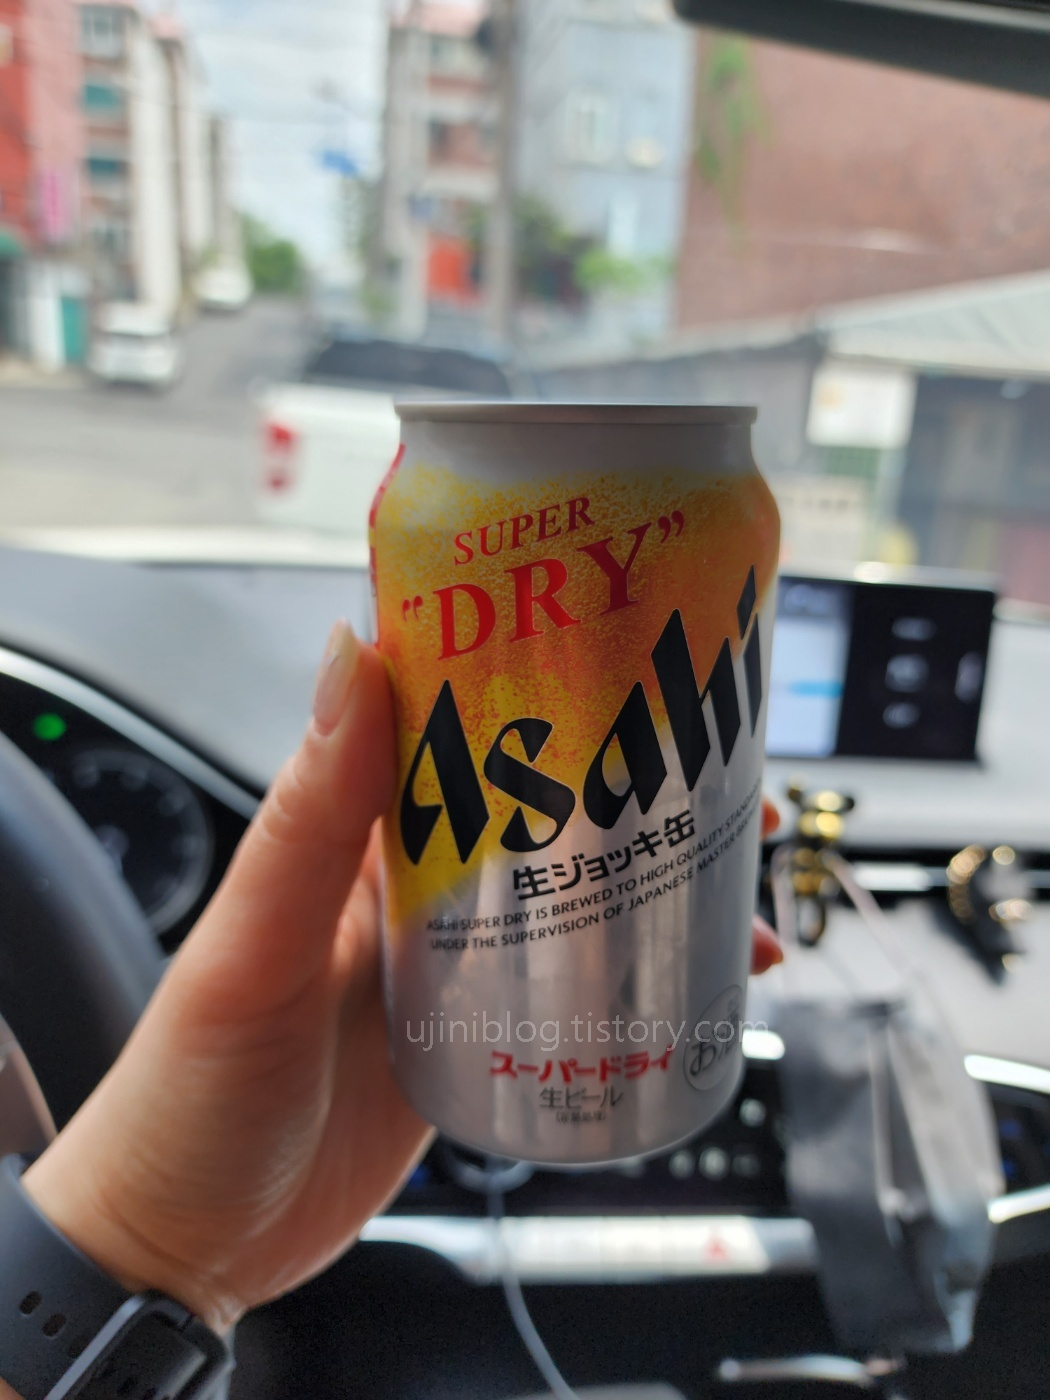 SUPER
“DRY”
Asahi
生ジョッキ缶
ASAHI SUPER DRY IS BREWED TO HIGH QUALITY
UNDER THE SUPERVISION OF JAPANESE MASTER
ujiniblog.tistory.com
スーパードライ
生ビール